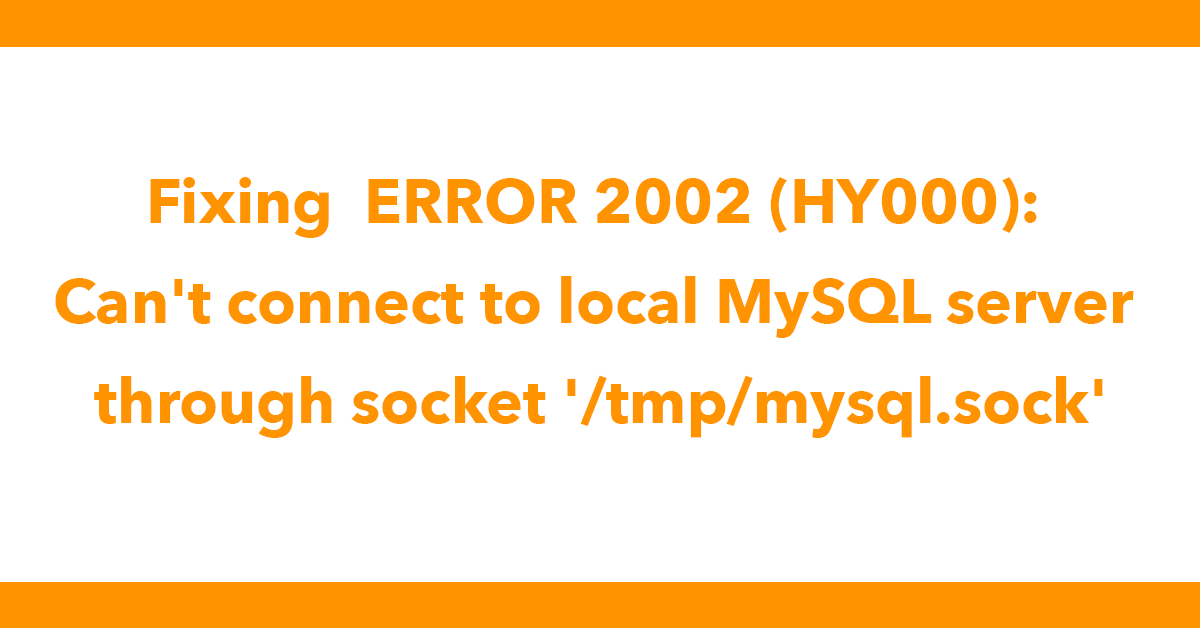 Fixing  ERROR 2002 (HY000):
Can't connect to local MySQL server
through socket '/tmp/mysql.sock'